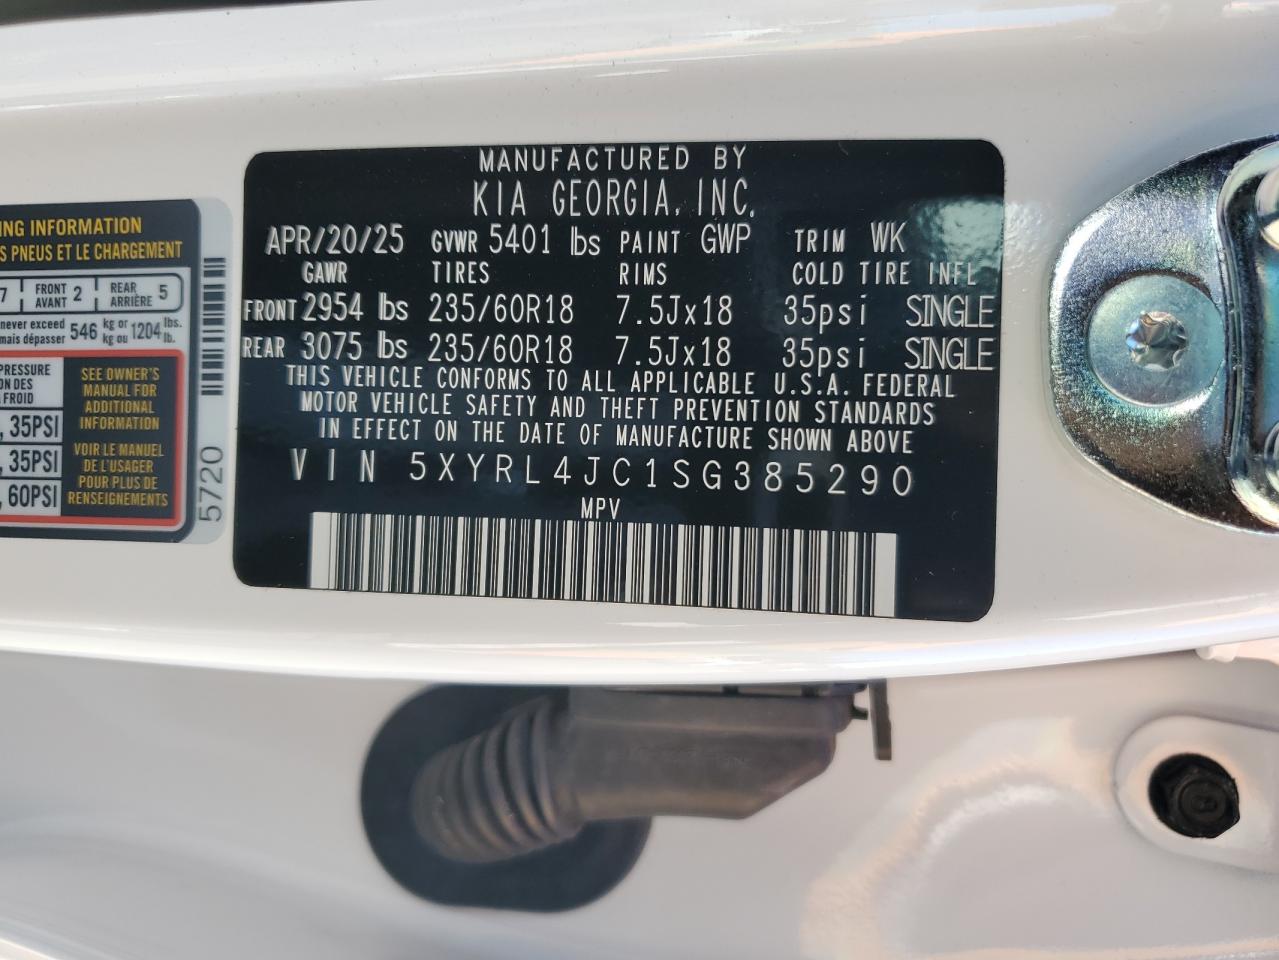 MANUFACTURED BY
KIA GEORGIA, INC.
APR/20/25 GVWR 5401 lbs PAINT GWP TRIM WK
GAWR TIRES RIMS COLD TIRE INFL
FRONT 2954 lbs 235/60R18 7.5Jx18 35psi SINGLE
REAR 3075 lbs 235/60R18 7.5Jx18 35psi SINGLE
THIS VEHICLE CONFORMS TO ALL APPLICABLE U.S.A. FEDERAL
MOTOR VEHICLE SAFETY AND THEFT PREVENTION STANDARDS
IN EFFECT ON THE DATE OF MANUFACTURE SHOWN ABOVE
VIN 5XYRL4JC1SG385290
MPV
ING INFORMATION
S PNEUS ET LE CHARGEMENT
7 FRONT AVANT 2 REAR ARRIÈRE 5
never exceed 546 kg or 1204 lbs.
mais dépasser kg ou lb.
PRESSURE
ON DES
FROID
, 35PSI
, 35PSI
, 60PSI
SEE OWNER'S
MANUAL FOR
ADDITIONAL
INFORMATION
VOIR LE MANUEL
DE L'USAGER
POUR PLUS DE
RENSEIGNEMENTS
5720